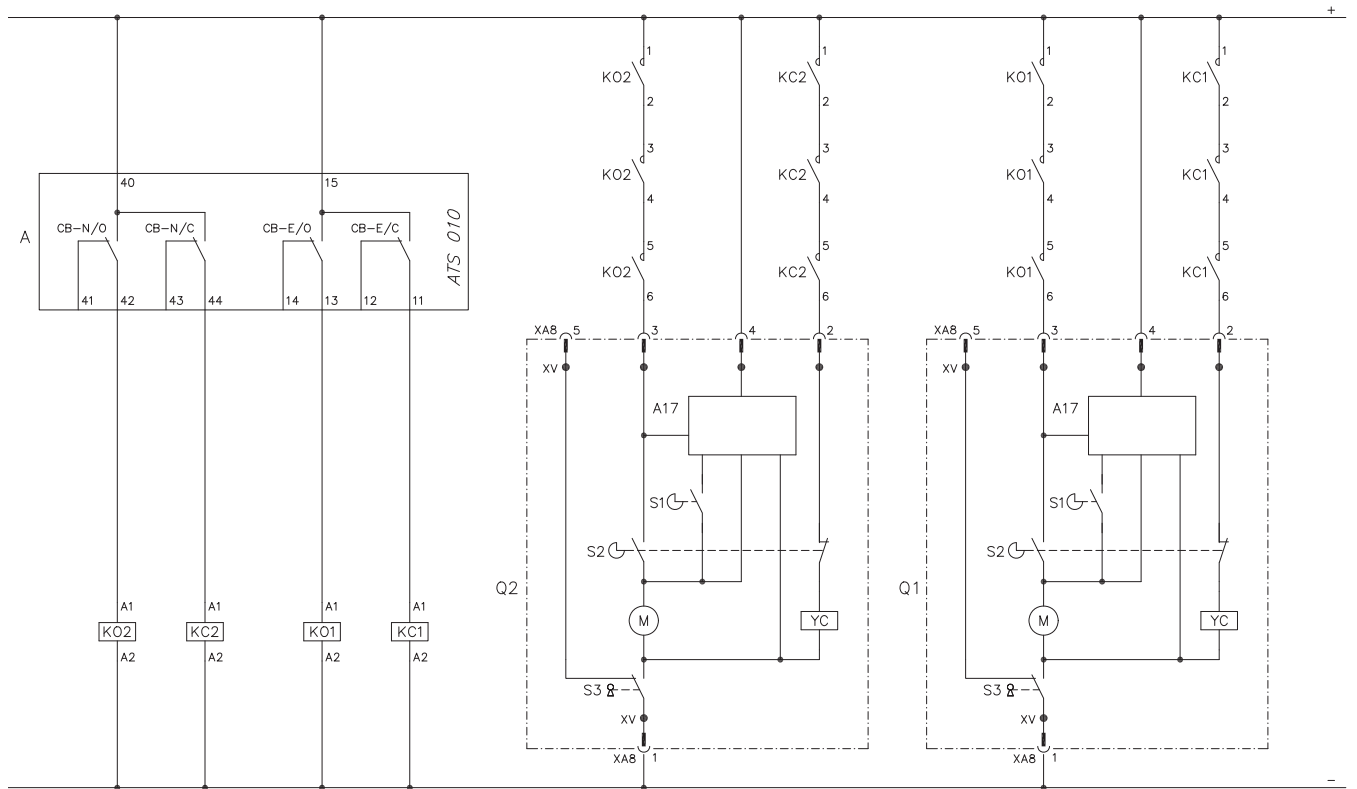 +
1 1 1 1
KO2 KC2 KO1 KC1
2 2 2 2
3 3 3 3
KO2 KC2 KO1 KC1
4 4 4 4
40 15
A CB-N/O CB-N/C CB-E/O CB-E/C ATS 010
5 5 5 5
KO2 KC2 KO1 KC1
6 6 6 6
41 42 43 44 14 13 12 11
XA8 5 3 4 2 XA8 5 3 4 2
XV XV
A17 A17
S1 S1
S2 S2
Q2 Q1
A1 A1 A1 A1
KO2 KC2 KO1 KC1 M YC M YC
A2 A2 A2 A2
S3 S3
XV XV
XA8 1 XA8 1
-